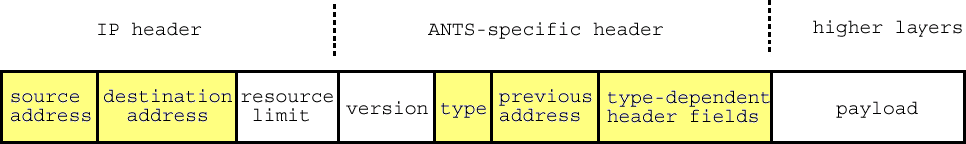 IP header
ANTS-specific header
higher layers
source
address
destination
address
resource
limit
version
type
previous
address
type-dependent
header fields
payload